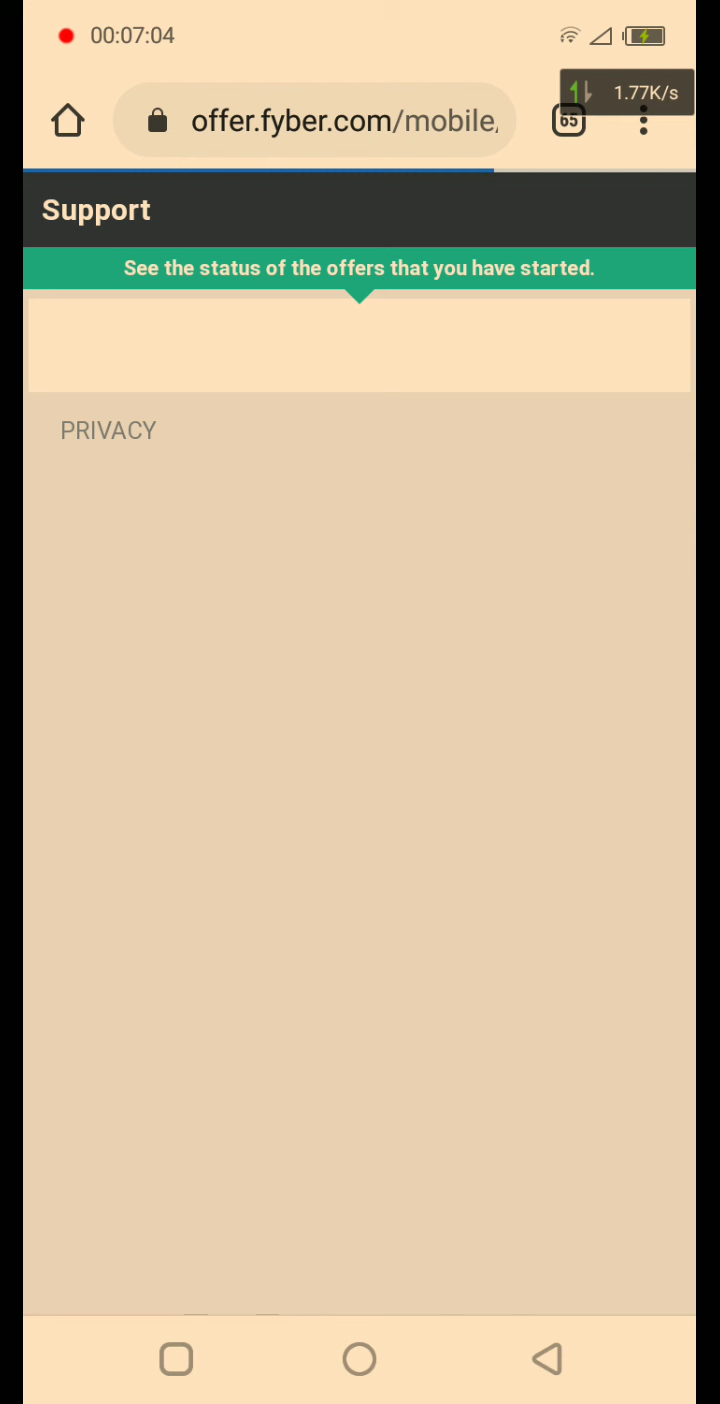 00:07:04
1.77K/s
offer.fyber.com/mobile
65
Support
See the status of the offers that you have started.
PRIVACY